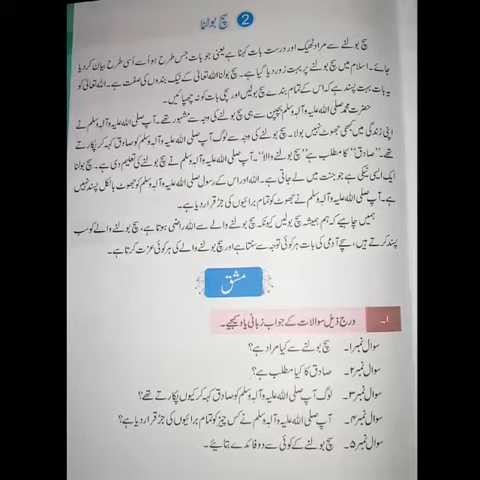 2 سچ بولنا
سچ بولنے سے مراد ٹھیک اور درست بات کہنا ہے یعنی جو بات جس طرح ہو اُسے اُسی طرح بیان کر دیا
جائے۔ اسلام میں سچ بولنے پر بہت زور دیا گیا ہے۔ سچ بولنا اللہ تعالیٰ کے نیک بندوں کی صفت ہے۔ اللہ تعالیٰ کو
یہ بات بہت پسند ہے کہ اس کے تمام بندے سچ بولیں اور سچی بات کو نہ چھپائیں۔
حضرت محمد صلی اللہ علیہ وآلہ وسلم بچپن سے ہی سچ بولنے کی وجہ سے مشہور تھے۔ آپ صلی اللہ علیہ وآلہ وسلم نے
اپنی زندگی میں کبھی جھوٹ نہیں بولا۔ سچ بولنے کی وجہ سے لوگ آپ صلی اللہ علیہ وآلہ وسلم کو صادق کہہ کر پکارتے
تھے۔ "صادق" کا مطلب ہے "سچ بولنے والا"۔ آپ صلی اللہ علیہ وآلہ وسلم نے سچ بولنے کی تعلیم دی ہے۔ سچ بولنا
ایک ایسی نیکی ہے جو جنت میں لے جاتی ہے۔ اللہ اور اس کے رسول صلی اللہ علیہ وآلہ وسلم کو جھوٹ بالکل پسند نہیں
ہے۔ آپ صلی اللہ علیہ وآلہ وسلم نے جھوٹ کو تمام برائیوں کی جڑ قرار دیا ہے۔
ہمیں چاہیے کہ ہم ہمیشہ سچ بولیں کیونکہ سچ بولنے والے سے اللہ راضی ہوتا ہے، سچ بولنے والے کو سب
پسند کرتے ہیں، سچے آدمی کی بات ہر کوئی توجہ سے سنتا ہے اور سچ بولنے والے کی ہر کوئی عزت کرتا ہے۔
مشق
۱۔ درج ذیل سوالات کے جواب زبانی یاد کیجیے۔
سوال نمبر۱۔ سچ بولنے سے کیا مراد ہے؟
سوال نمبر۲۔ صادق کا کیا مطلب ہے؟
سوال نمبر۳۔ لوگ آپ صلی اللہ علیہ وآلہ وسلم کو صادق کہہ کر کیوں پکارتے تھے؟
سوال نمبر۴۔ آپ صلی اللہ علیہ وآلہ وسلم نے کس چیز کو تمام برائیوں کی جڑ قرار دیا ہے؟
سوال نمبر۵۔ سچ بولنے کے کوئی سے دو فائدے بتائیے۔